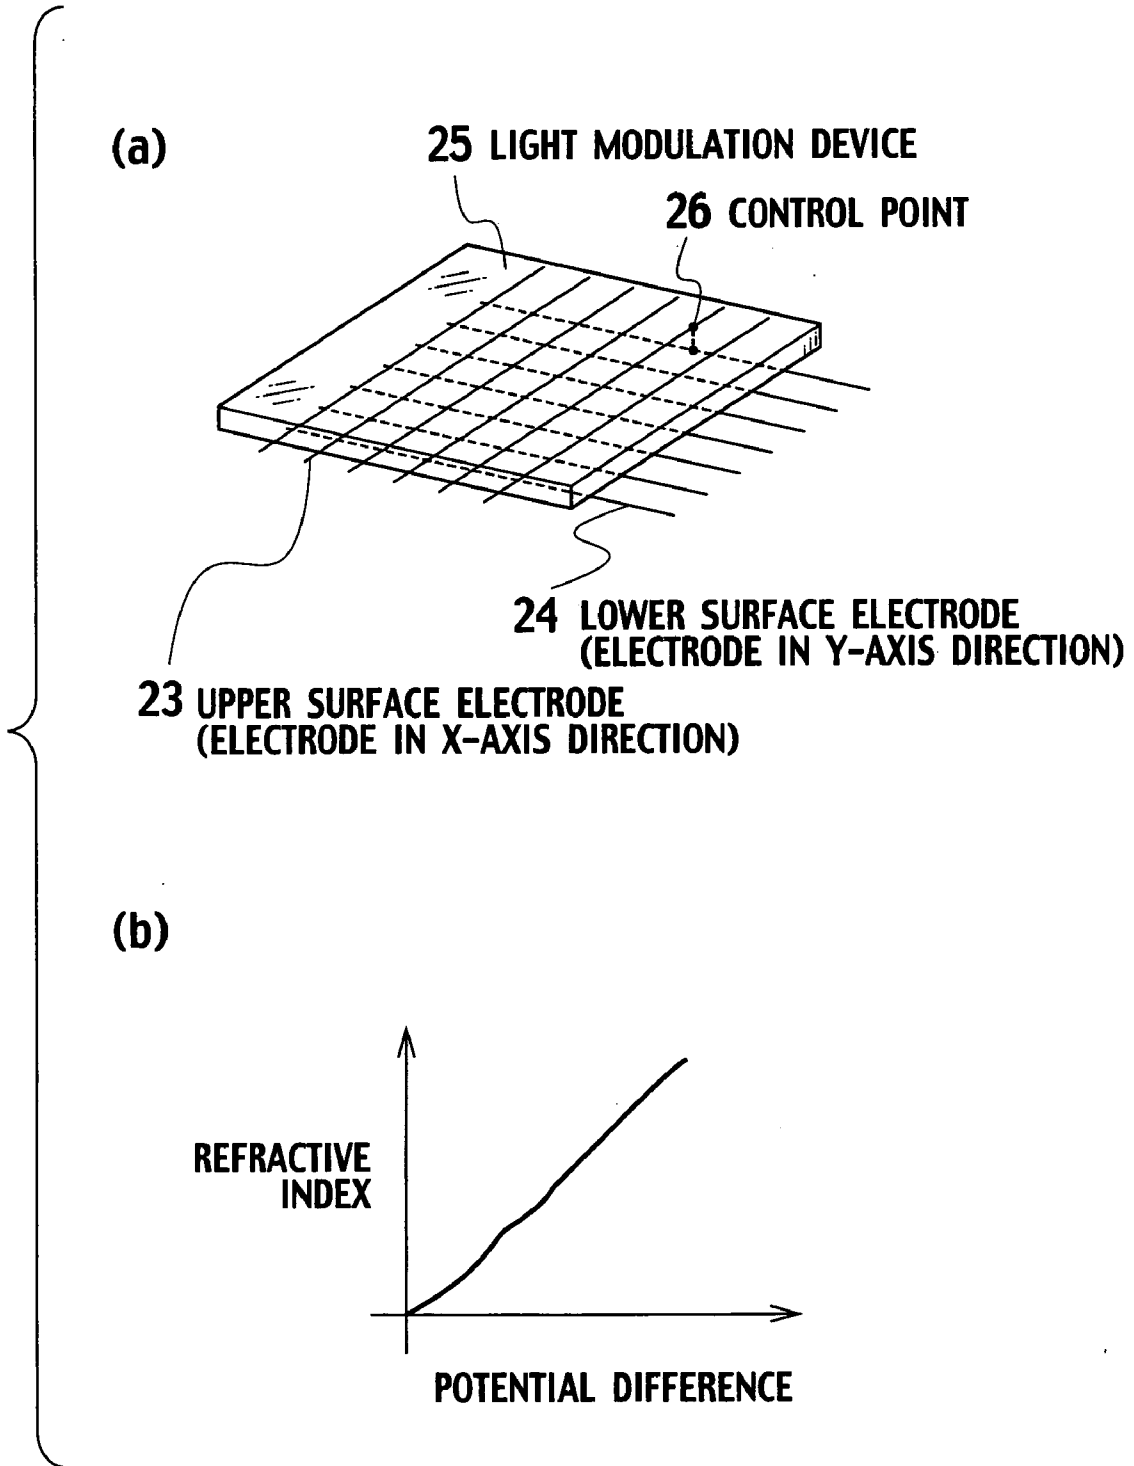 (a)
25 LIGHT MODULATION DEVICE
26 CONTROL POINT
24 LOWER SURFACE ELECTRODE
(ELECTRODE IN Y-AXIS DIRECTION)
23 UPPER SURFACE ELECTRODE
(ELECTRODE IN X-AXIS DIRECTION)
(b)
REFRACTIVE
INDEX
POTENTIAL DIFFERENCE